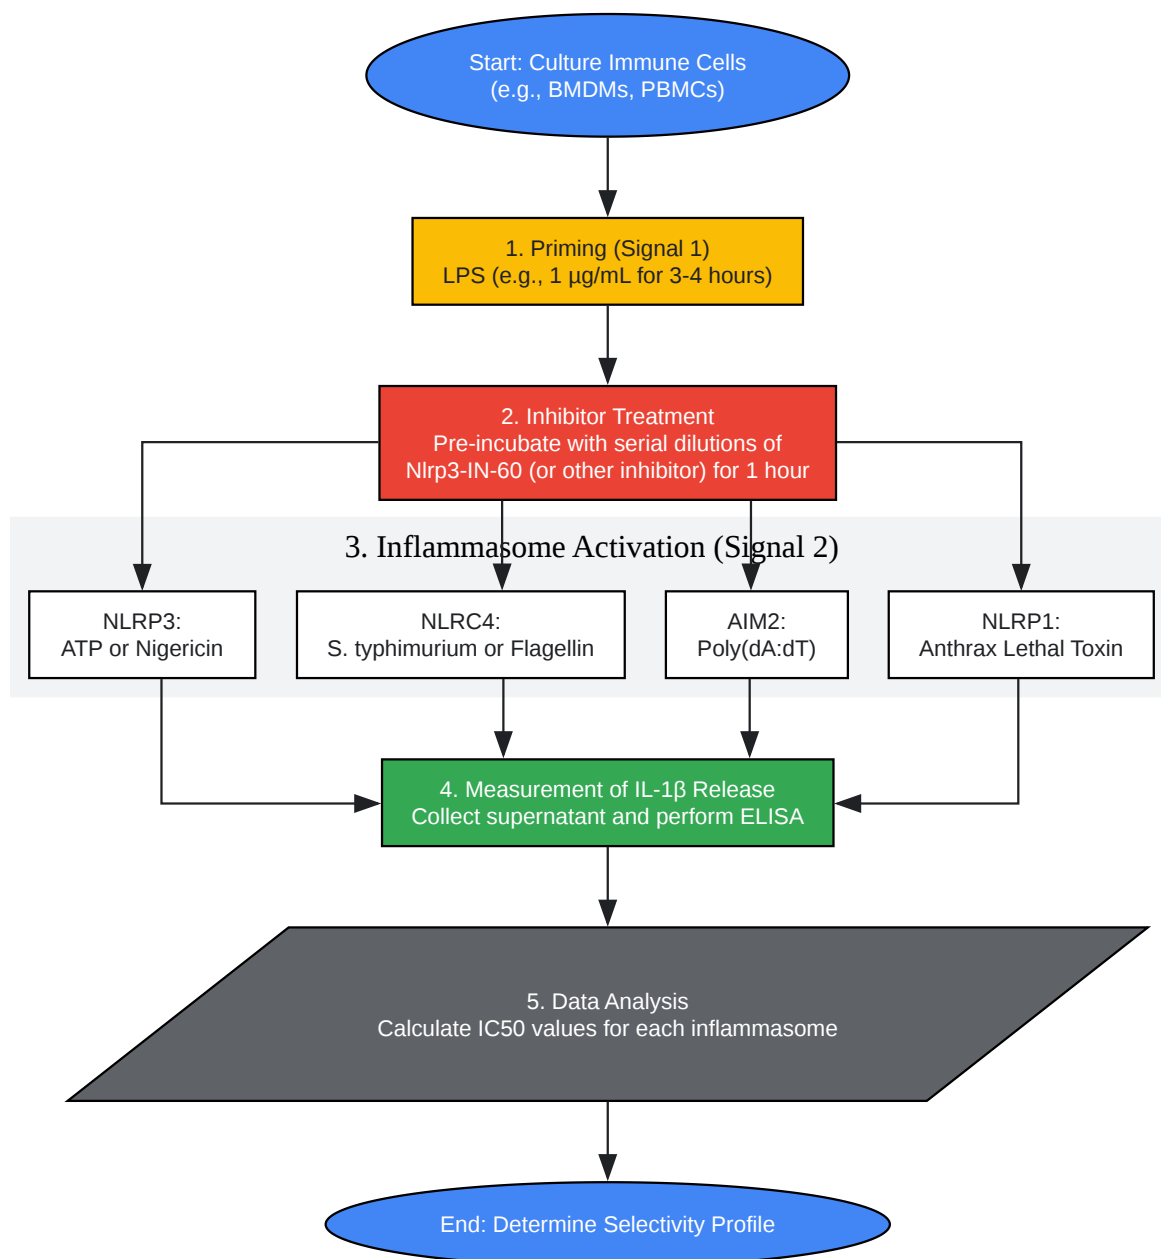 Start: Culture Immune Cells
(e.g., BMDMs, PBMCs)
1. Priming (Signal 1)
LPS (e.g., 1 µg/mL for 3-4 hours)
2. Inhibitor Treatment
Pre-incubate with serial dilutions of
Nlrp3-IN-60 (or other inhibitor) for 1 hour
3. Inflammasome Activation (Signal 2)
NLRP3:
ATP or Nigericin
NLRC4:
S. typhimurium or Flagellin
AIM2:
Poly(dA:dT)
NLRP1:
Anthrax Lethal Toxin
4. Measurement of IL-1β Release
Collect supernatant and perform ELISA
5. Data Analysis
Calculate IC50 values for each inflammasome
End: Determine Selectivity Profile